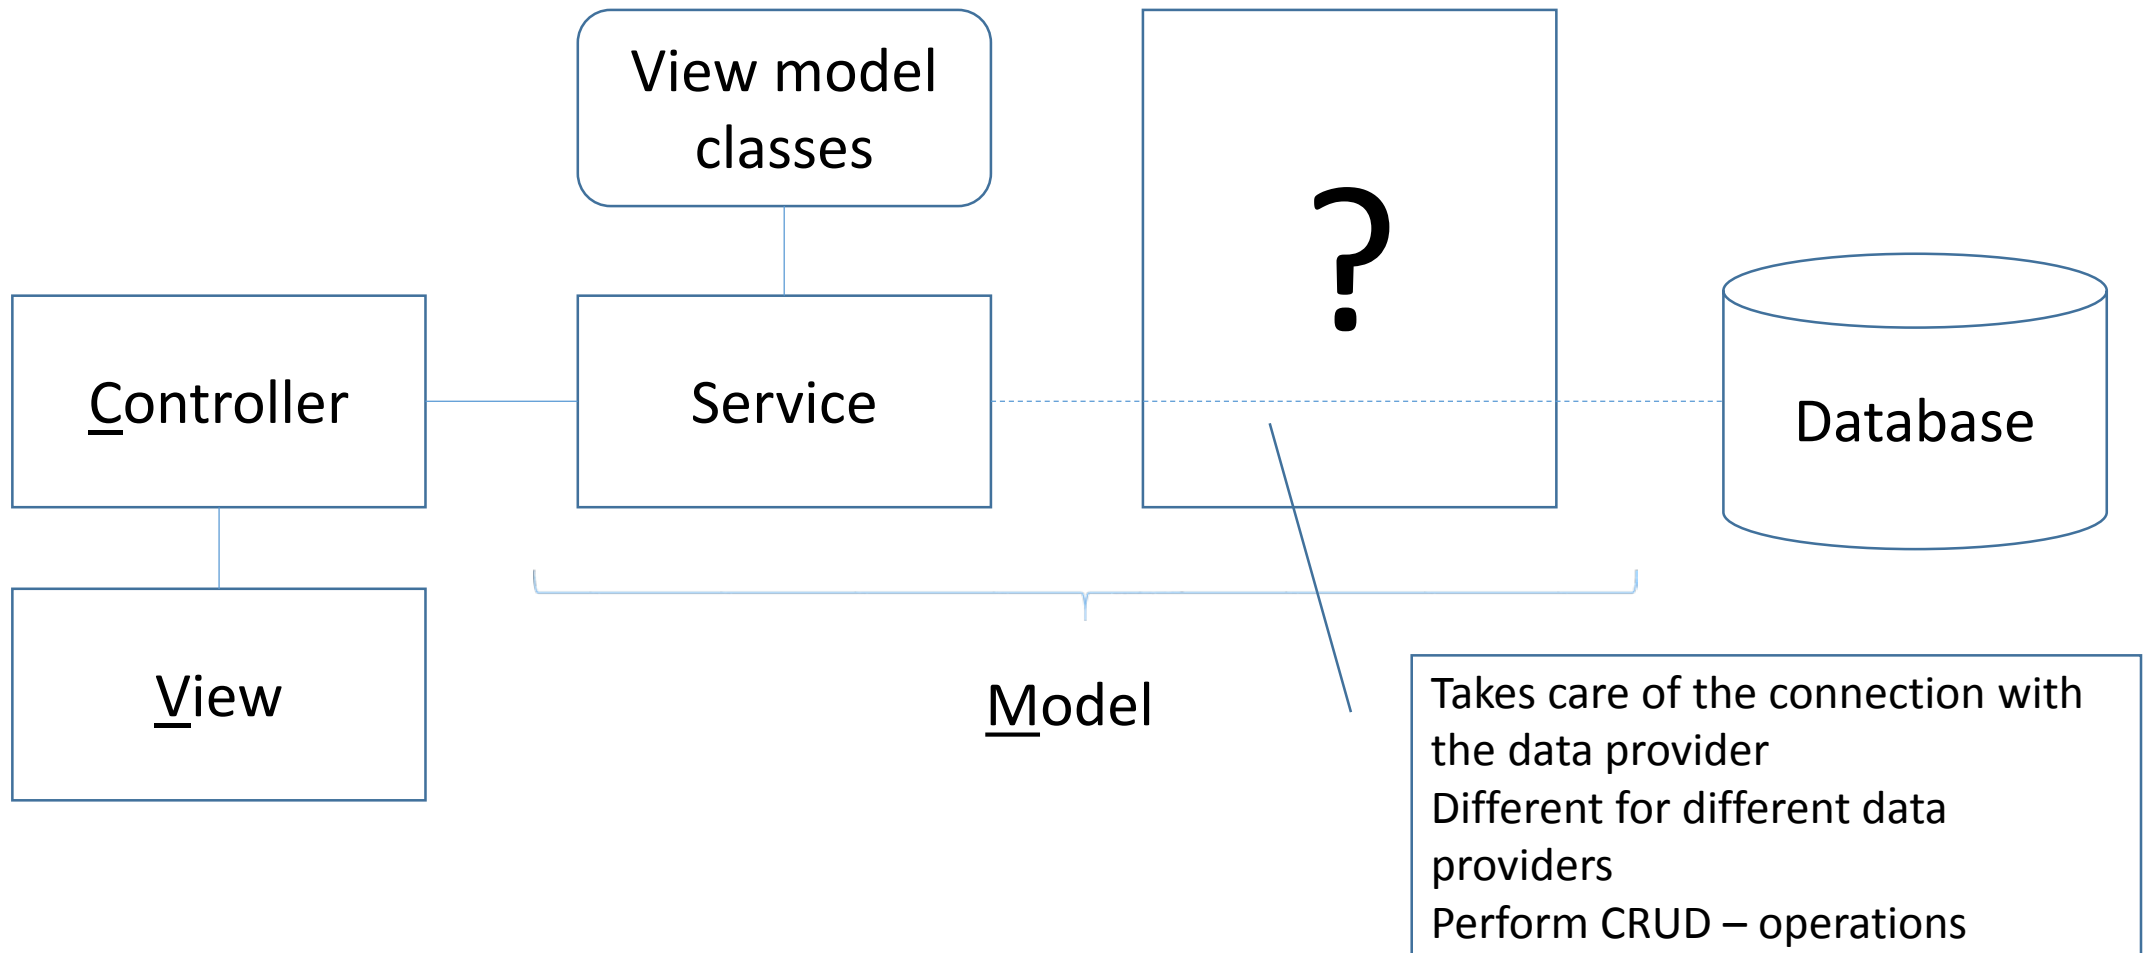 View model
classes
?
Controller
Service
Database
View
Model
Takes care of the connection with
the data provider
Different for different data
providers
Perform CRUD – operations